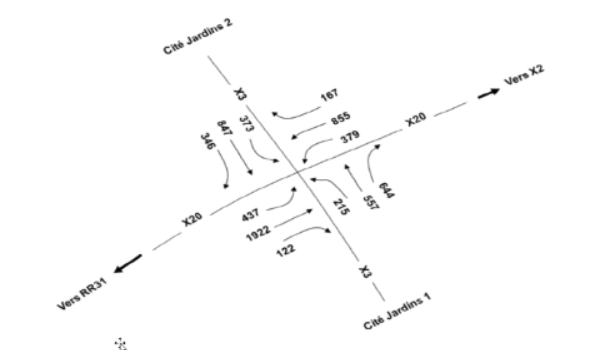 Cité Jardins 2
Vers X2
X3
167
X20
855
373
847
346
379
644
557
215
437
1922
122
X20
X3
Vers RR31
Cité Jardins 1